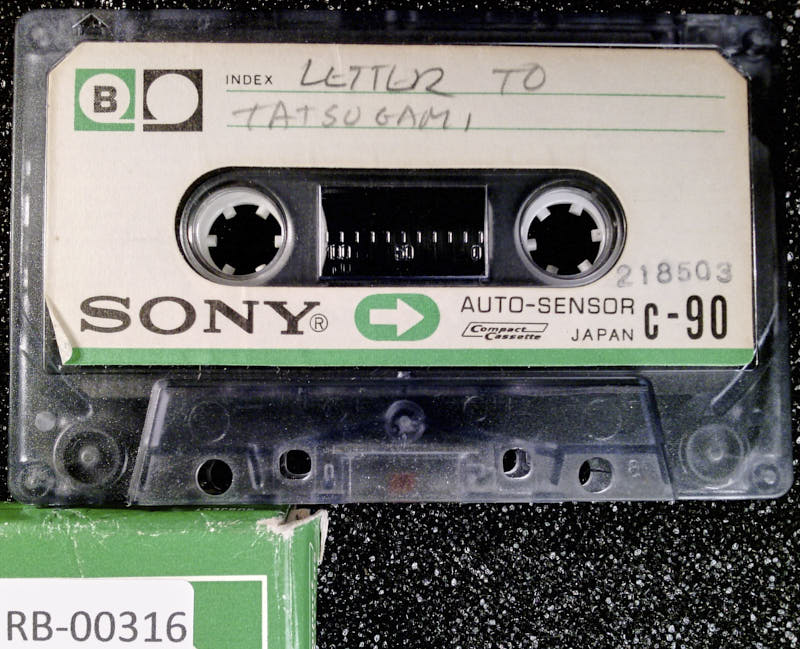 B INDEX LETTER TO
TATSUGAMI
100 50 0
218503
SONY® AUTO-SENSOR C-90
Compact Cassette JAPAN
RB-00316